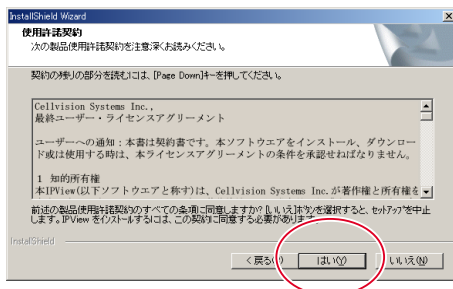 InstallShield Wizard
使用許諾契約
次の製品使用許諾契約を注意深くお読みください。
契約の残りの部分を読むには、[Page Down]キーを押してください。
Cellvision Systems Inc.,
最終ユーザー・ライセンスアグリーメント
ユーザーへの通知：本書は契約書です。本ソフトウエアをインストール、ダウンロー
ド或は使用する時は、本ライセンスアグリーメントの条件を承認せねばなりません。
1 知的所有権
本IPView(以下ソフトウエアと称す)は、Cellvision Systems Inc.が著作権と所有権を
前述の製品使用許諾契約のすべての条項に同意しますか? [いいえ]ボタンを選択すると、セットアップを中止
します。IPView をインストールするには、この契約に同意する必要があります。
InstallShield
< 戻る(B)
はい(Y)
いいえ(N)